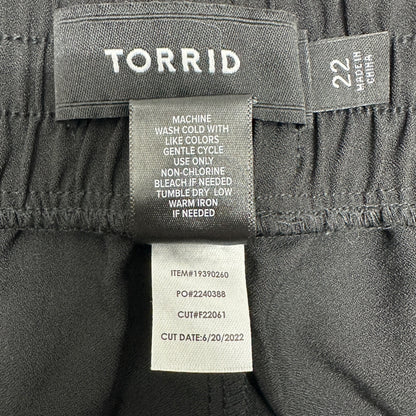 TORRID
22
MADE IN
CHINA
MACHINE
WASH COLD WITH
LIKE COLORS
GENTLE CYCLE
USE ONLY
NON-CHLORINE
BLEACH IF NEEDED
TUMBLE DRY LOW
WARM IRON
IF NEEDED
ITEM#19390260
PO#2240388
CUT#F22061
CUT DATE:6/20/2022